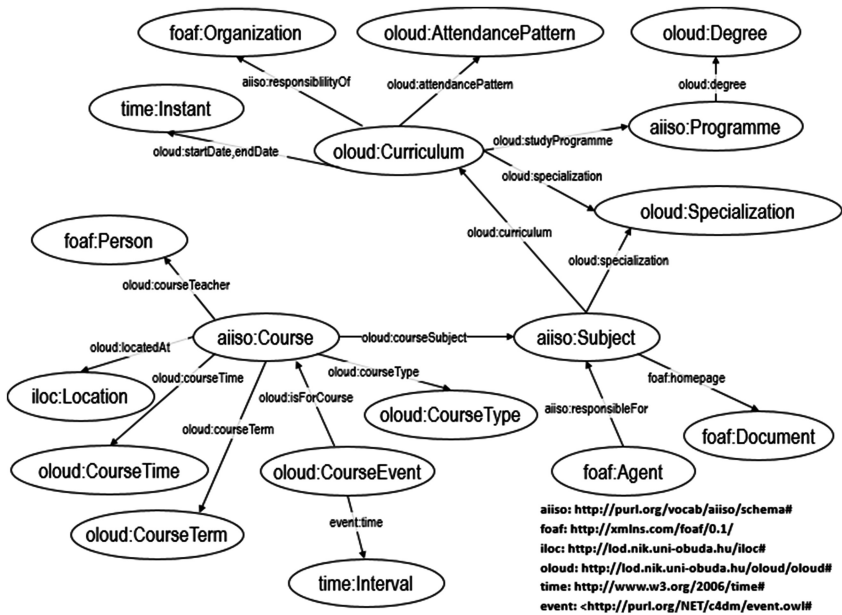 foaf:Organization
oloud:AttendancePattern
oloud:Degree
aiiso:responsiblilityOf
oloud:attendancePattern
oloud:degree
time:Instant
aiiso:Programme
oloud:studyProgramme
oloud:startDate,endDate
oloud:Curriculum
oloud:specialization
oloud:Specialization
oloud:curriculum
foaf:Person
oloud:specialization
oloud:courseTeacher
aiiso:Course
oloud:courseSubject
aiiso:Subject
oloud:locatedAt
oloud:courseType
foaf:homepage
oloud:courseTime
iloc:Location
oloud:isForCourse
oloud:CourseType
aiiso:responsibleFor
oloud:courseTerm
foaf:Document
oloud:CourseTime
oloud:CourseEvent
foaf:Agent
event:time
oloud:CourseTerm
time:Interval
aiiso: http://purl.org/vocab/aiiso/schema#
foaf: http://xmlns.com/foaf/0.1/
iloc: http://lod.nik.uni-obuda.hu/iloc#
oloud: http://lod.nik.uni-obuda.hu/oloud/oloud#
time: http://www.w3.org/2006/time#
event: <http://purl.org/NET/c4dm/event.owl#